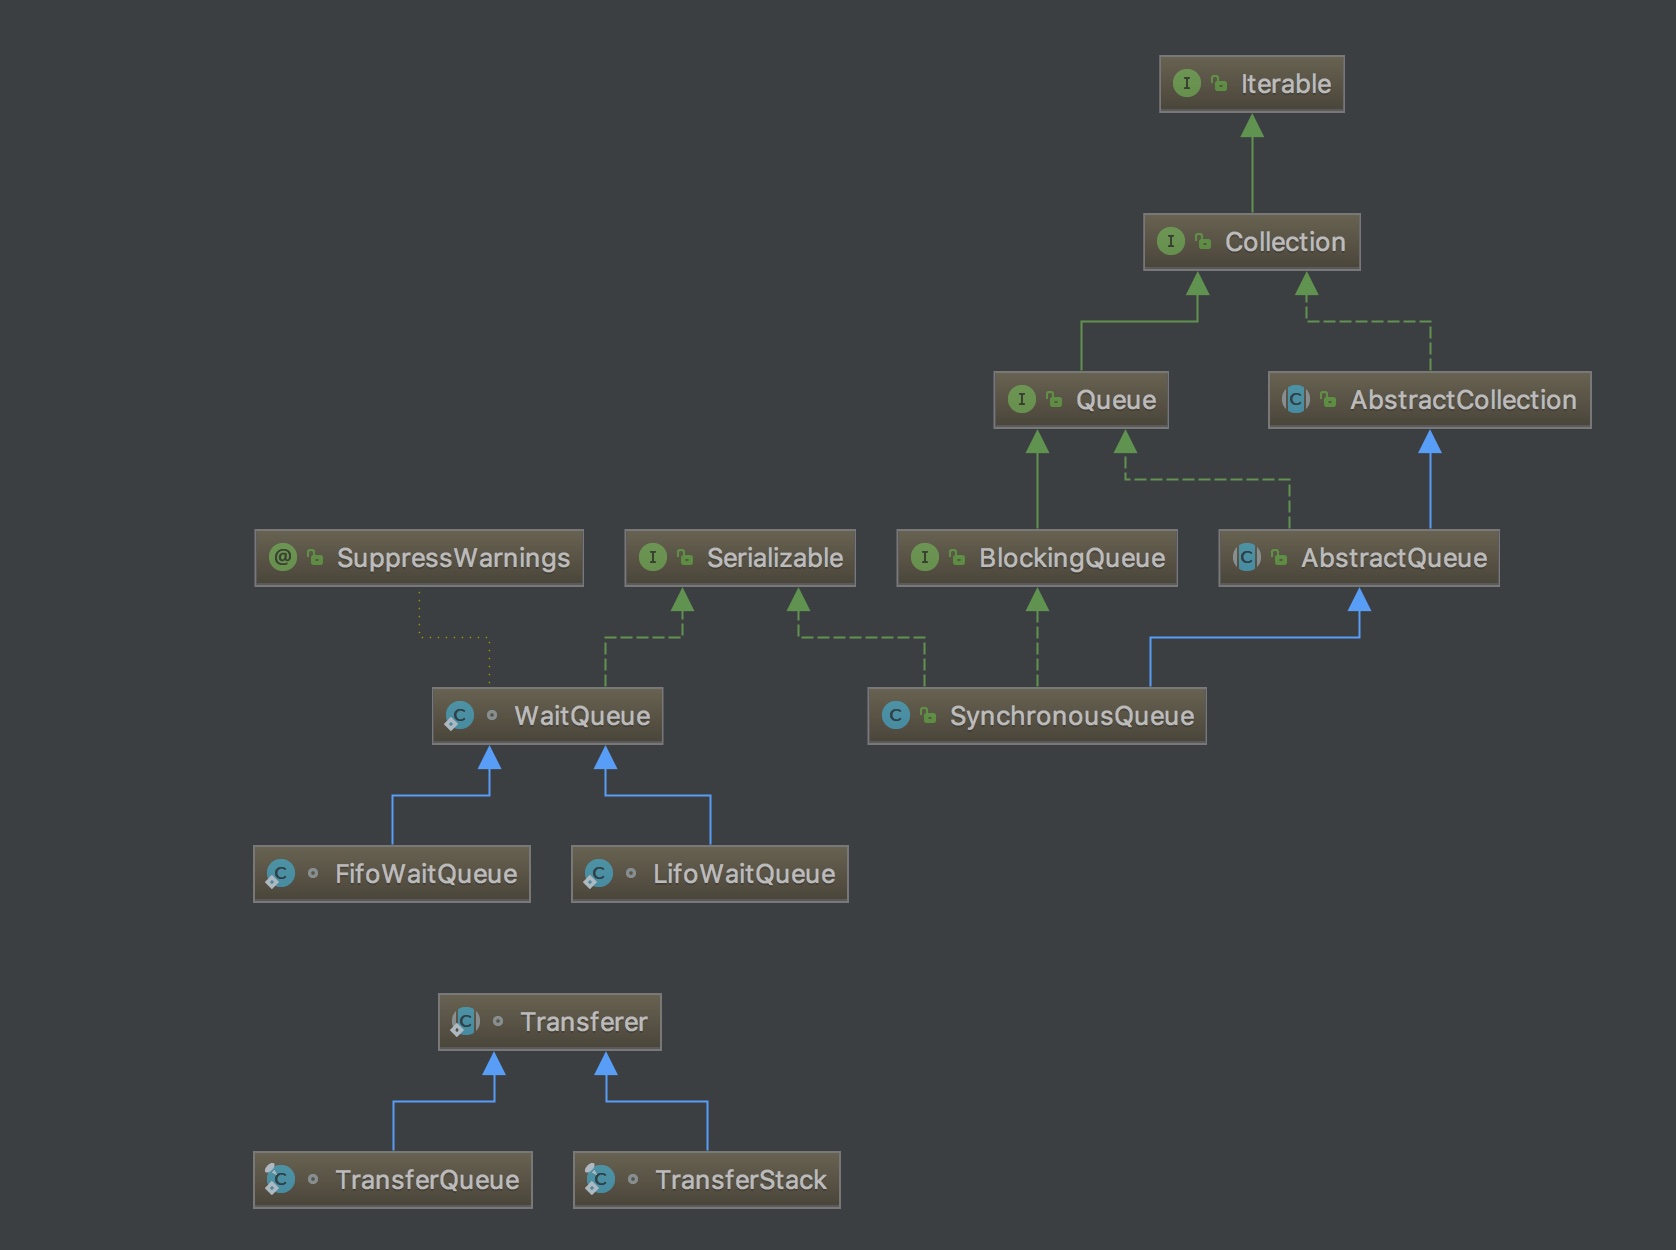 Iterable
Collection
Queue
AbstractCollection
SuppressWarnings
Serializable
BlockingQueue
AbstractQueue
WaitQueue
SynchronousQueue
FifoWaitQueue
LifoWaitQueue
Transferer
TransferQueue
TransferStack